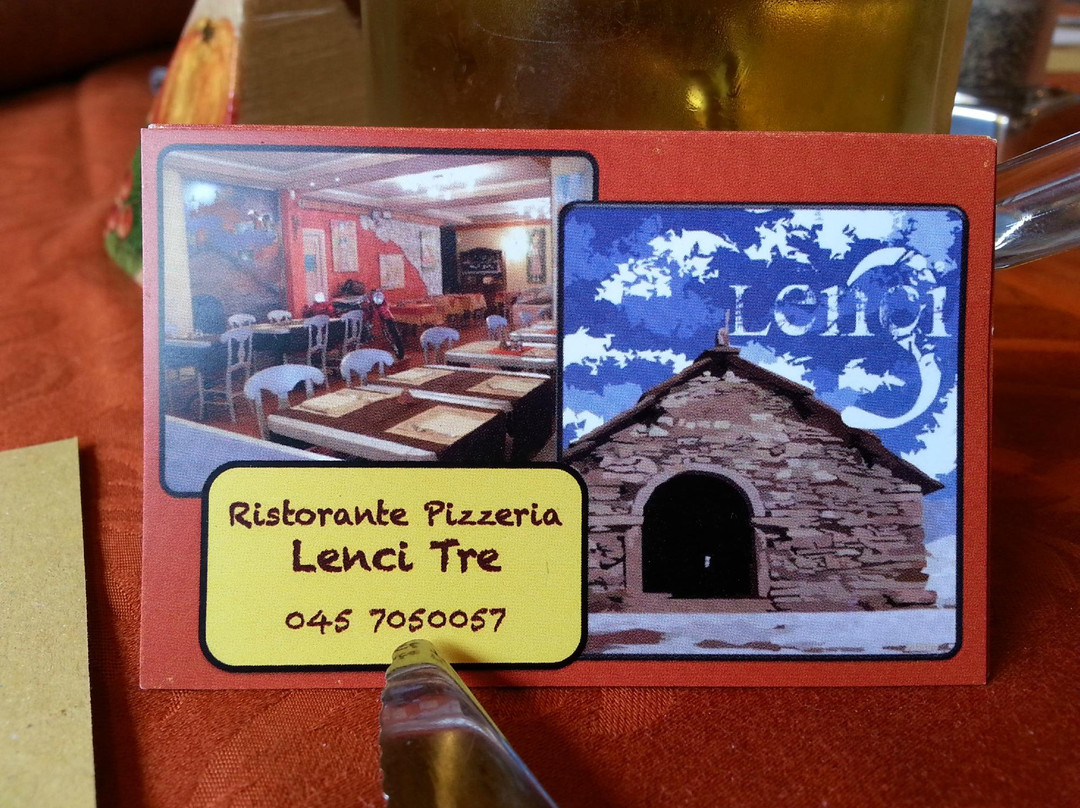 Lenci
Ristorante Pizzeria
Lenci Tre
045 7050057